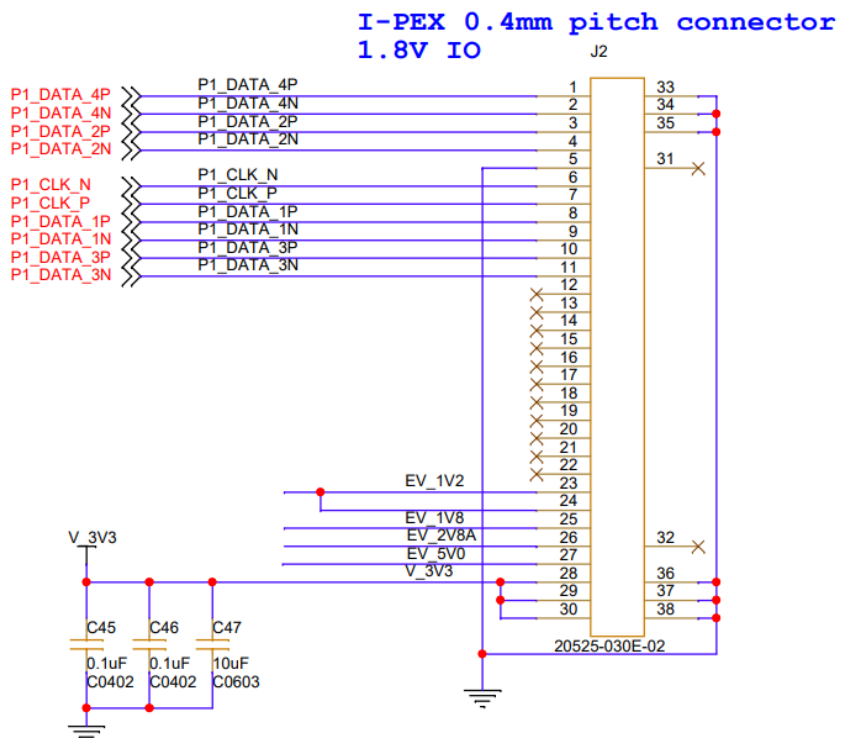 I-PEX 0.4mm pitch connector
1.8V IO
J2
P1_DATA_4P P1_DATA_4P 1 33
P1_DATA_4N P1_DATA_4N 2 34
P1_DATA_2P P1_DATA_2P 3 35
P1_DATA_2N P1_DATA_2N 4
5 31
P1_CLK_N P1_CLK_N 6
P1_CLK_P P1_CLK_P 7
P1_DATA_1P P1_DATA_1P 8
P1_DATA_1N P1_DATA_1N 9
P1_DATA_3P P1_DATA_3P 10
P1_DATA_3N P1_DATA_3N 11
12
13
14
15
16
17
18
19
20
21
22
EV_1V2 23
24
EV_1V8 25
EV_2V8A 26 32
EV_5V0 27
V_3V3 V_3V3 28 36
29 37
30 38
C45 C46 C47
20525-030E-02
0.1uF 0.1uF 10uF
C0402 C0402 C0603